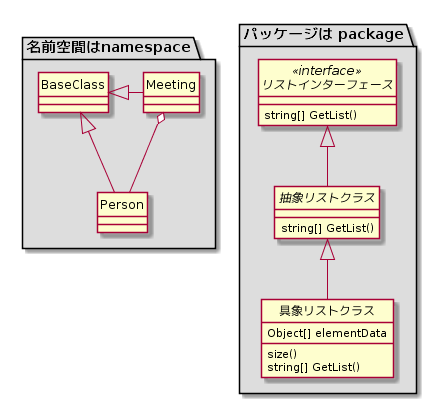 名前空間はnamespace
BaseClass
Meeting
Person
パッケージは package
«interface»
リストインターフェース
string[] GetList()
抽象リストクラス
string[] GetList()
具象リストクラス
Object[] elementData
size()
string[] GetList()